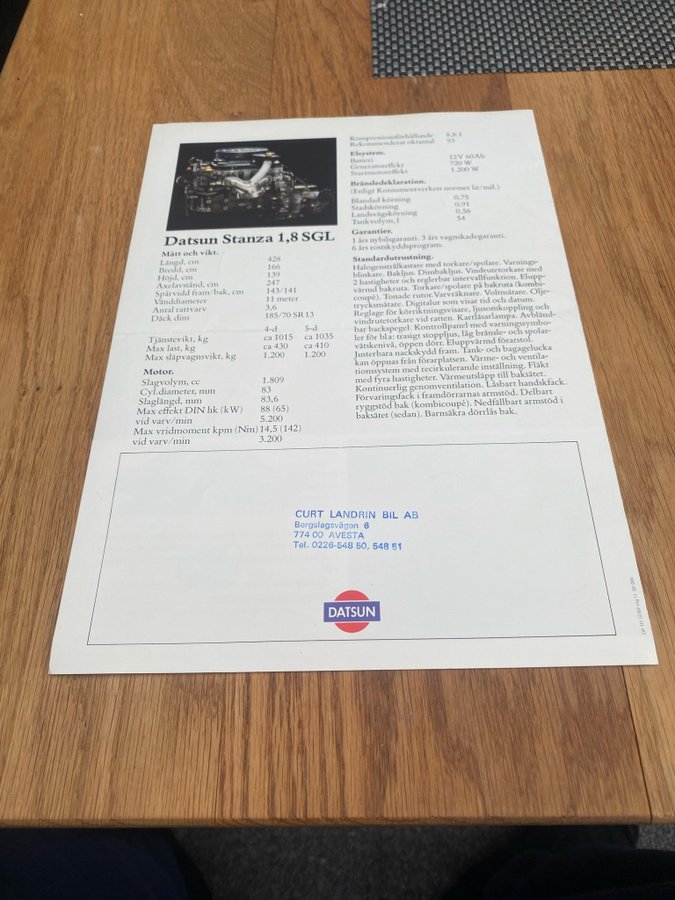 Datsun Stanza 1,8 SGL
Mått och vikt.
Längd, cm 428
Bredd, cm 166
Höjd, cm 139
Axelavstånd, cm 247
Spårvidd fram/bak, cm 143/141
Vänddiameter 11 meter
Antal rattvarv 3,6
Däck dim 185/70 SR 13
4-d 5-d
Tjänstevikt, kg ca 1015 ca 1035
Max last, kg ca 430 ca 410
Max släpvagnsvikt, kg 1.200 1.200
Motor.
Slagvolym, cc 1.809
Cyl.diameter, mm 83
Slaglängd, mm 83,6
Max effekt DIN hk (kW) 88 (65)
vid varv/min 5.200
Max vridmoment kpm (Nm) 14,5 (142)
vid varv/min 3.200
Kompressionsförhållande 8,8:1
Rekommenderat oktantal 93
Elsystem.
Batteri 12V 60Ah
Generatoreffekt 720 W
Startmotoreffekt 1.200 W
Bränsledeklaration.
(Enligt Konsumentverkets normer lit/mil.)
Blandad körning 0,75
Stadskörning 0,91
Landsvägskörning 0,56
Tankvolym, l 54
Garantier.
1 års nybilsgaranti. 3 års vagnskadegaranti.
6 års rostskyddsprogram.
Standardutrustning.
Halogenstrålkastare med torkare/spolare. Varnings-
blinkare. Bakljus. Dimbakljus. Vindrutetorkare med
2 hastigheter och reglerbar intervallfunktion. Elupp-
värmd bakruta. Torkare/spolare på bakruta (kombi-
coupé). Tonade rutor. Varvräknare. Voltmätare. Olje-
trycksmätare. Digitalur som visar tid och datum.
Reglage för körriktningsvisare, ljusomkoppling och
vindrutetorkare vid ratten. Kartläsarlampa. Avbländ-
bar backspegel. Kontrollpanel med varningssymbo-
ler för bl a: trasigt stoppljus, låg bränsle- och spolar-
vätskenivå, öppen dörr. Eluppvärmd förarstol.
Justerbara nackskydd fram. Tank- och bagagelucka
kan öppnas från förarplatsen. Värme- och ventila-
tionssystem med recirkulerande inställning. Fläkt
med fyra hastigheter. Värmeutsläpp till baksätet.
Kontinuerlig genomventilation. Låsbart handskfack.
Förvaringsfack i framdörrarnas armstöd. Delbart
ryggstöd bak (kombicoupé). Nedfällbart armstöd i
baksätet (sedan). Barnsäkra dörrlås bak.
CURT LANDRIN BIL AB
Bergslagsvägen 6
774 00 AVESTA
Tel. 0226-548 50, 548 51
DATSUN